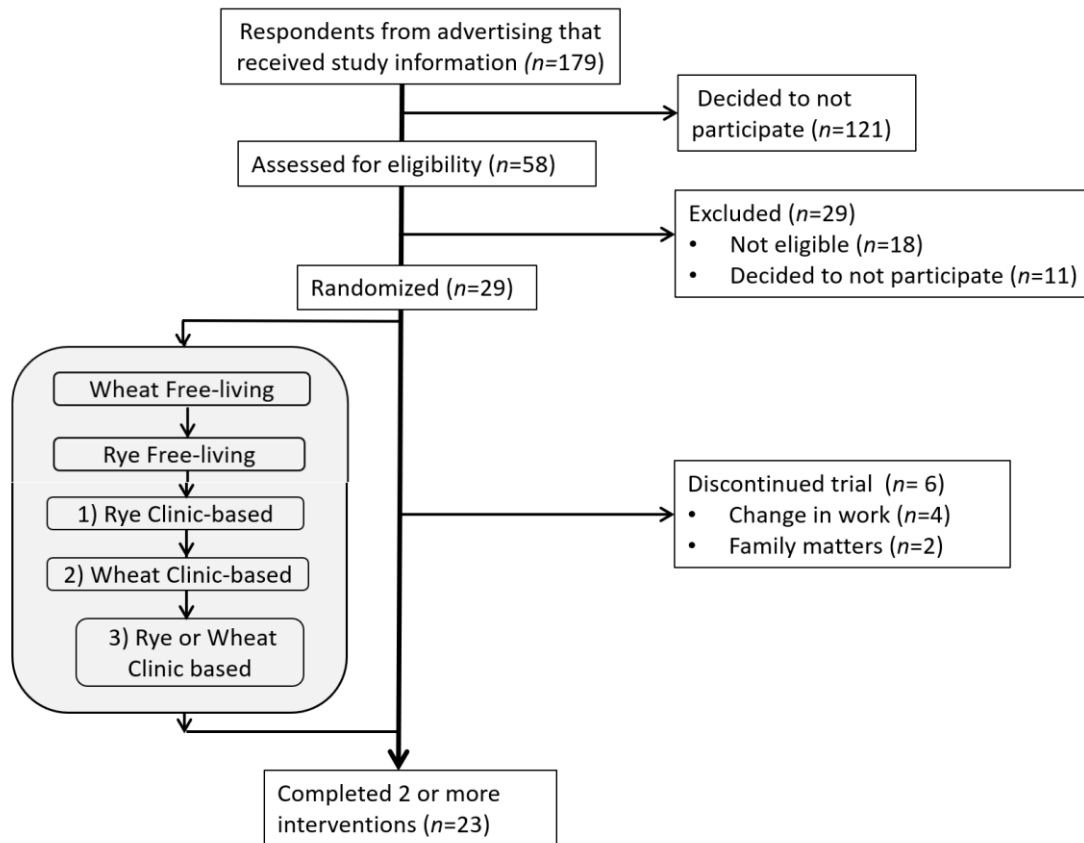 Respondents from advertising that
received study information (n=179)
Decided to not
participate (n=121)
Assessed for eligibility (n=58)
Excluded (n=29)
• Not eligible (n=18)
• Decided to not participate (n=11)
Randomized (n=29)
Wheat Free-living
Rye Free-living
1) Rye Clinic-based
2) Wheat Clinic-based
3) Rye or Wheat
Clinic based
Discontinued trial (n= 6)
• Change in work (n=4)
• Family matters (n=2)
Completed 2 or more
interventions (n=23)